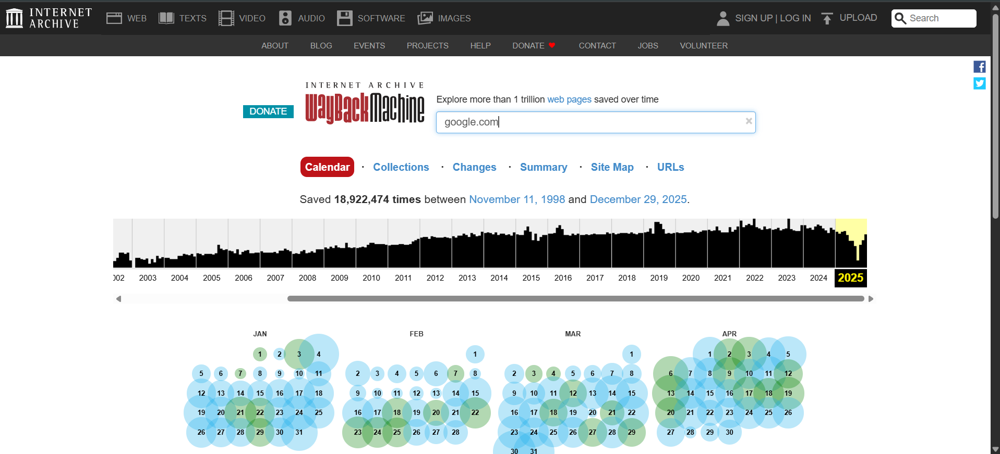 INTERNET ARCHIVE
WEB TEXTS VIDEO AUDIO SOFTWARE IMAGES SIGN UP | LOG IN UPLOAD Search
ABOUT BLOG EVENTS PROJECTS HELP DONATE CONTACT JOBS VOLUNTEER
INTERNET ARCHIVE
WayBackMachine
DONATE
Explore more than 1 trillion web pages saved over time
google.com ×
Calendar · Collections · Changes · Summary · Site Map · URLs
Saved 18,922,474 times between November 11, 1998 and December 29, 2025.
002 2003 2004 2005 2006 2007 2008 2009 2010 2011 2012 2013 2014 2015 2016 2017 2018 2019 2020 2021 2022 2023 2024 2025
JAN
1 2 3 4
5 6 7 8 9 10 11
12 13 14 15 16 17 18
19 20 21 22 23 24 25
26 27 28 29 30 31
FEB
1
2 3 4 5 6 7 8
9 10 11 12 13 14 15
16 17 18 19 20 21 22
23 24 25 26 27 28
MAR
1
2 3 4 5 6 7 8
9 10 11 12 13 14 15
16 17 18 19 20 21 22
23 24 25 26 27 28 29
30 31
APR
1 2 3 4 5
6 7 8 9 10 11 12
13 14 15 16 17 18 19
20 21 22 23 24 25 26
27 28 29 30